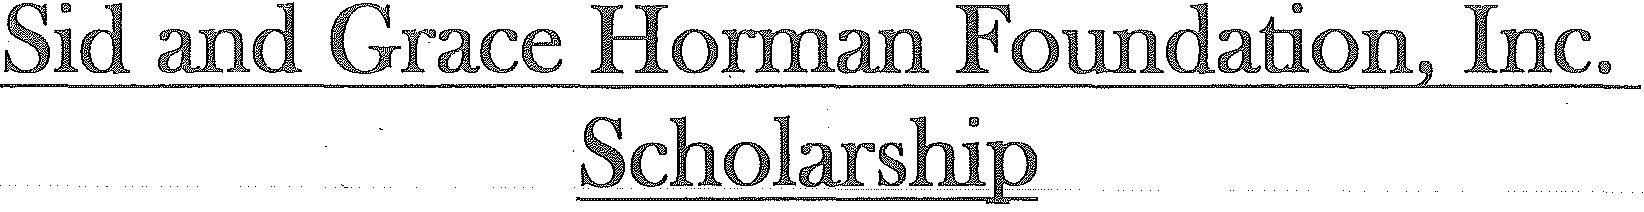 Sid and Grace Horman Foundation, Inc.
Scholarship